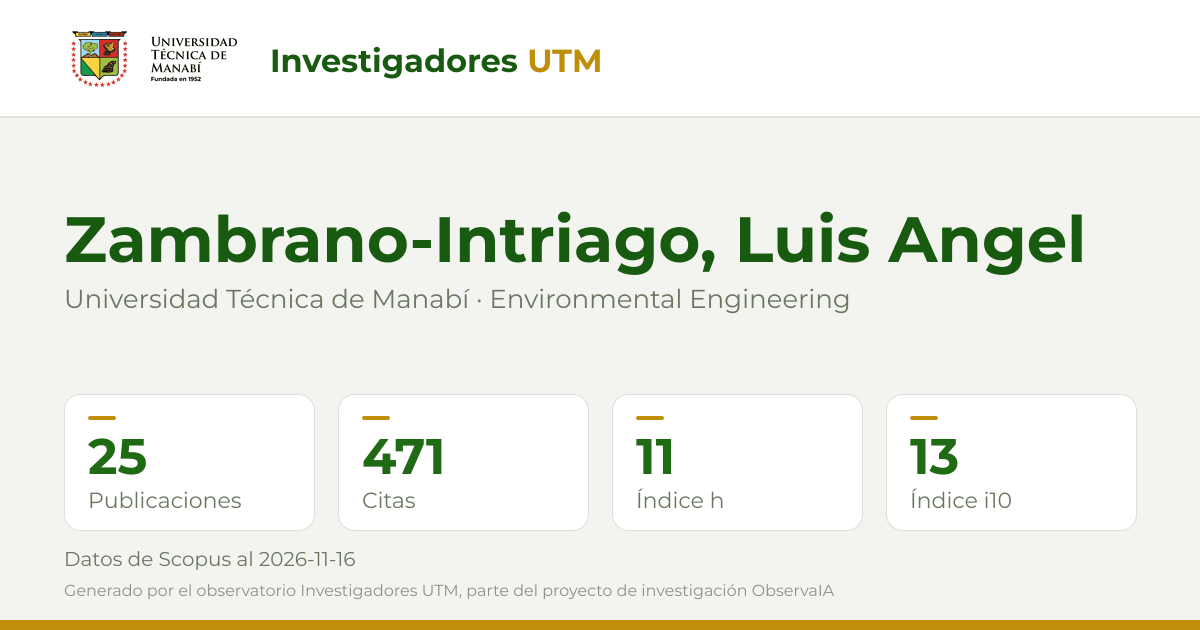 UNIVERSIDAD
TÉCNICA DE
MANABÍ
Fundada en 1952
Investigadores UTM
Zambrano-Intriago, Luis Angel
Universidad Técnica de Manabí · Environmental Engineering
25
Publicaciones
471
Citas
11
Índice h
13
Índice i10
Datos de Scopus al 2026-11-16
Generado por el observatorio Investigadores UTM, parte del proyecto de investigación ObservaIA